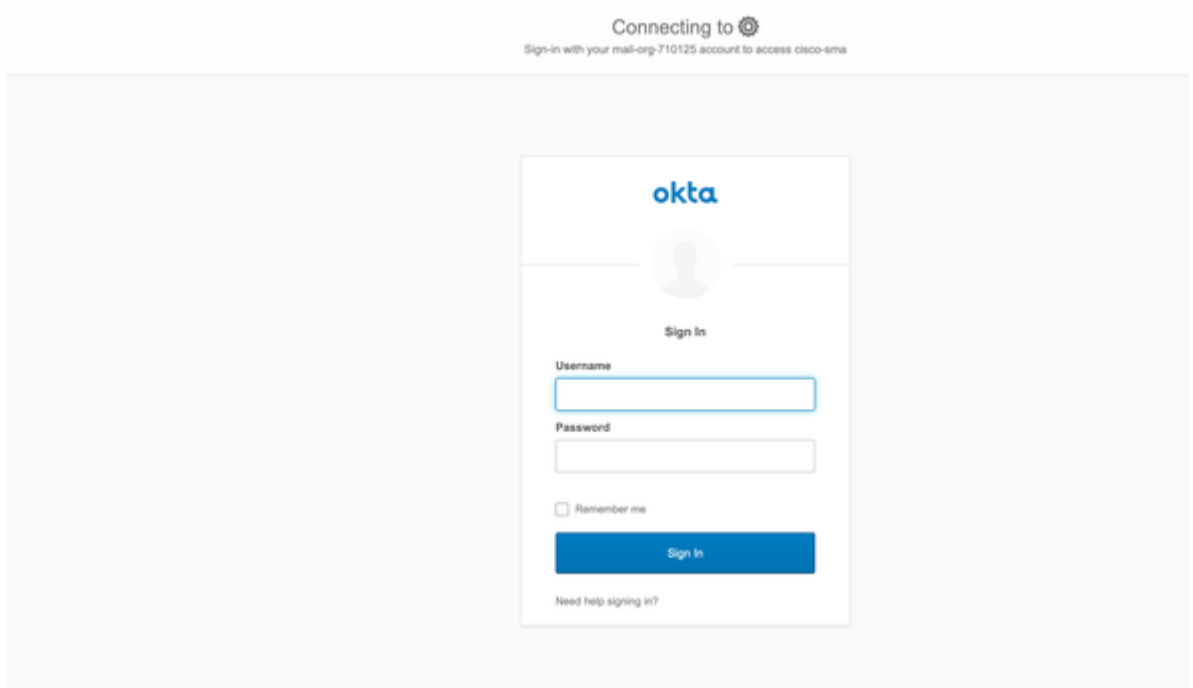 Connecting to
Sign-in with your mail-org-710125 account to access cisco-sma
okta
Sign In
Username
Password
Remember me
Sign In
Need help signing in?